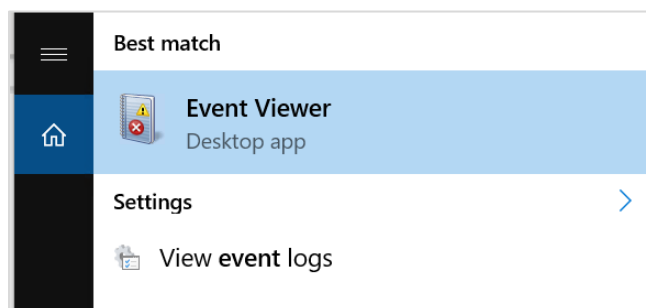 Best match
Event Viewer
Desktop app
Settings
View event logs